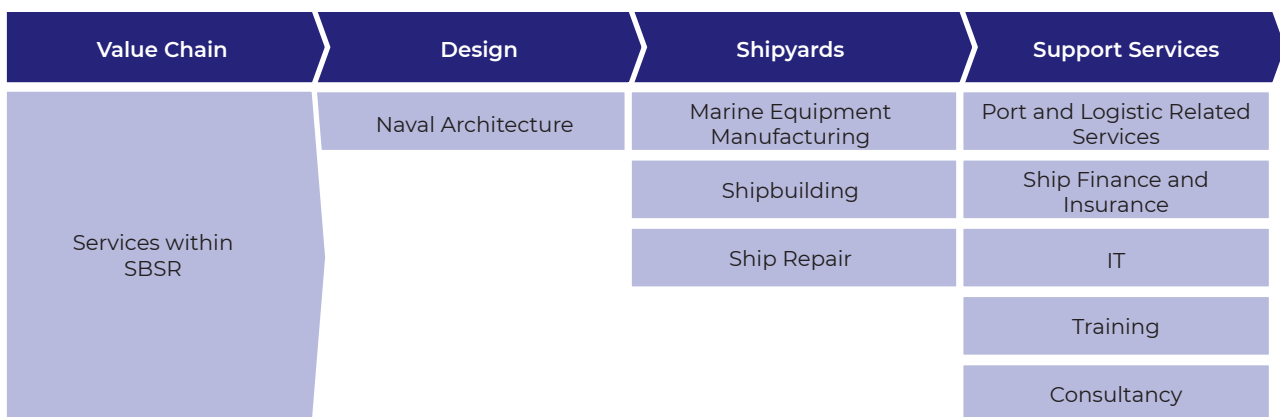 Value Chain
Design
Shipyards
Support Services
Services within
SBSR
Naval Architecture
Marine Equipment
Manufacturing
Shipbuilding
Ship Repair
Port and Logistic Related
Services
Ship Finance and
Insurance
IT
Training
Consultancy